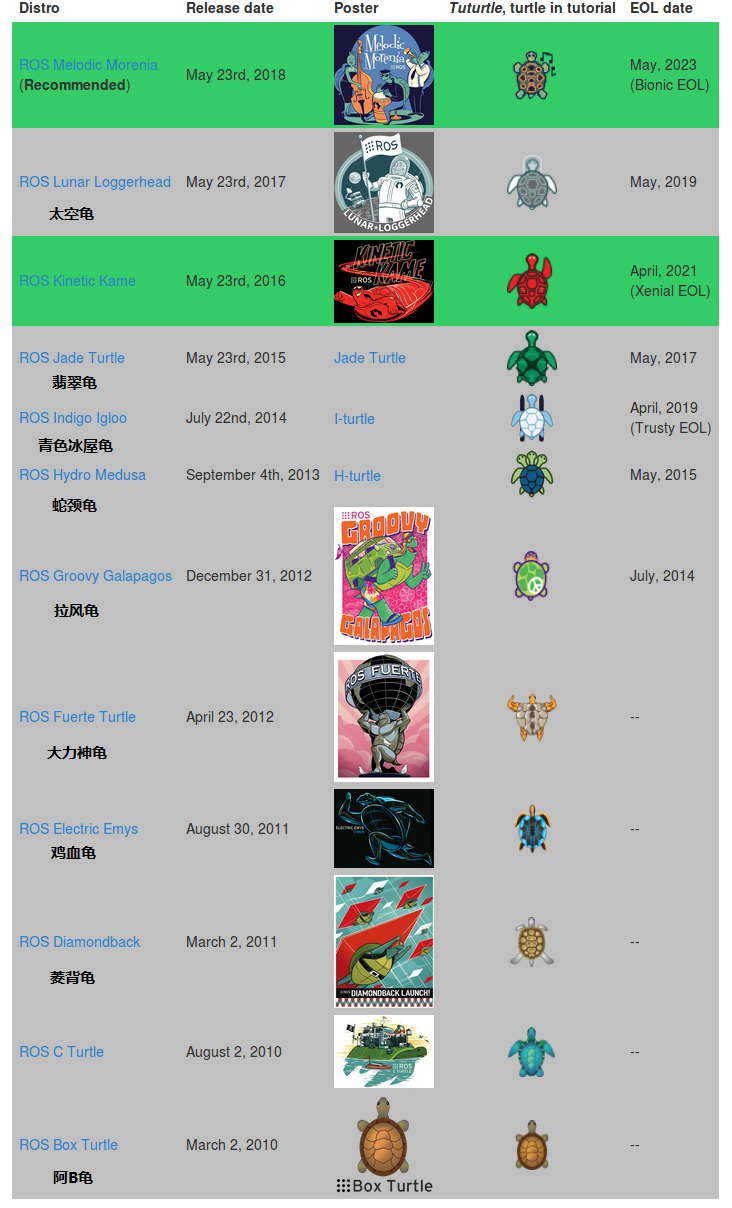 Distro Release date Poster Tuturtle, turtle in tutorial EOL date
Melodic
Morenia
ROS
ROS Melodic Morenia
(Recommended)
May 23rd, 2018
May, 2023
(Bionic EOL)
ROS
LUNAR•LOGGERHEAD
ROS Lunar Loggerhead May 23rd, 2017 May, 2019
太空龟
KINETIC
KAME
ROS
ROS Kinetic Kame May 23rd, 2016
April, 2021
(Xenial EOL)
ROS Jade Turtle May 23rd, 2015 Jade Turtle May, 2017
翡翠龟
ROS Indigo Igloo July 22nd, 2014 I-turtle
April, 2019
(Trusty EOL)
青色冰屋龟
ROS Hydro Medusa September 4th, 2013 H-turtle May, 2015
蛇颈龟
ROS
GROOVY
GALAPAGOS
ROS Groovy Galapagos December 31, 2012 July, 2014
拉风龟
ROS FUERTE
ROS Fuerte Turtle April 23, 2012 --
大力神龟
ELECTRIC EMYS
ROS Electric Emys August 30, 2011 --
鸡血龟
ROS Diamondback March 2, 2011 --
菱背龟
DIAMONDBACK LAUNCH!
ROS C Turtle August 2, 2010 --
ROS
C TURTLE
ROS Box Turtle March 2, 2010 --
阿B龟
Box Turtle